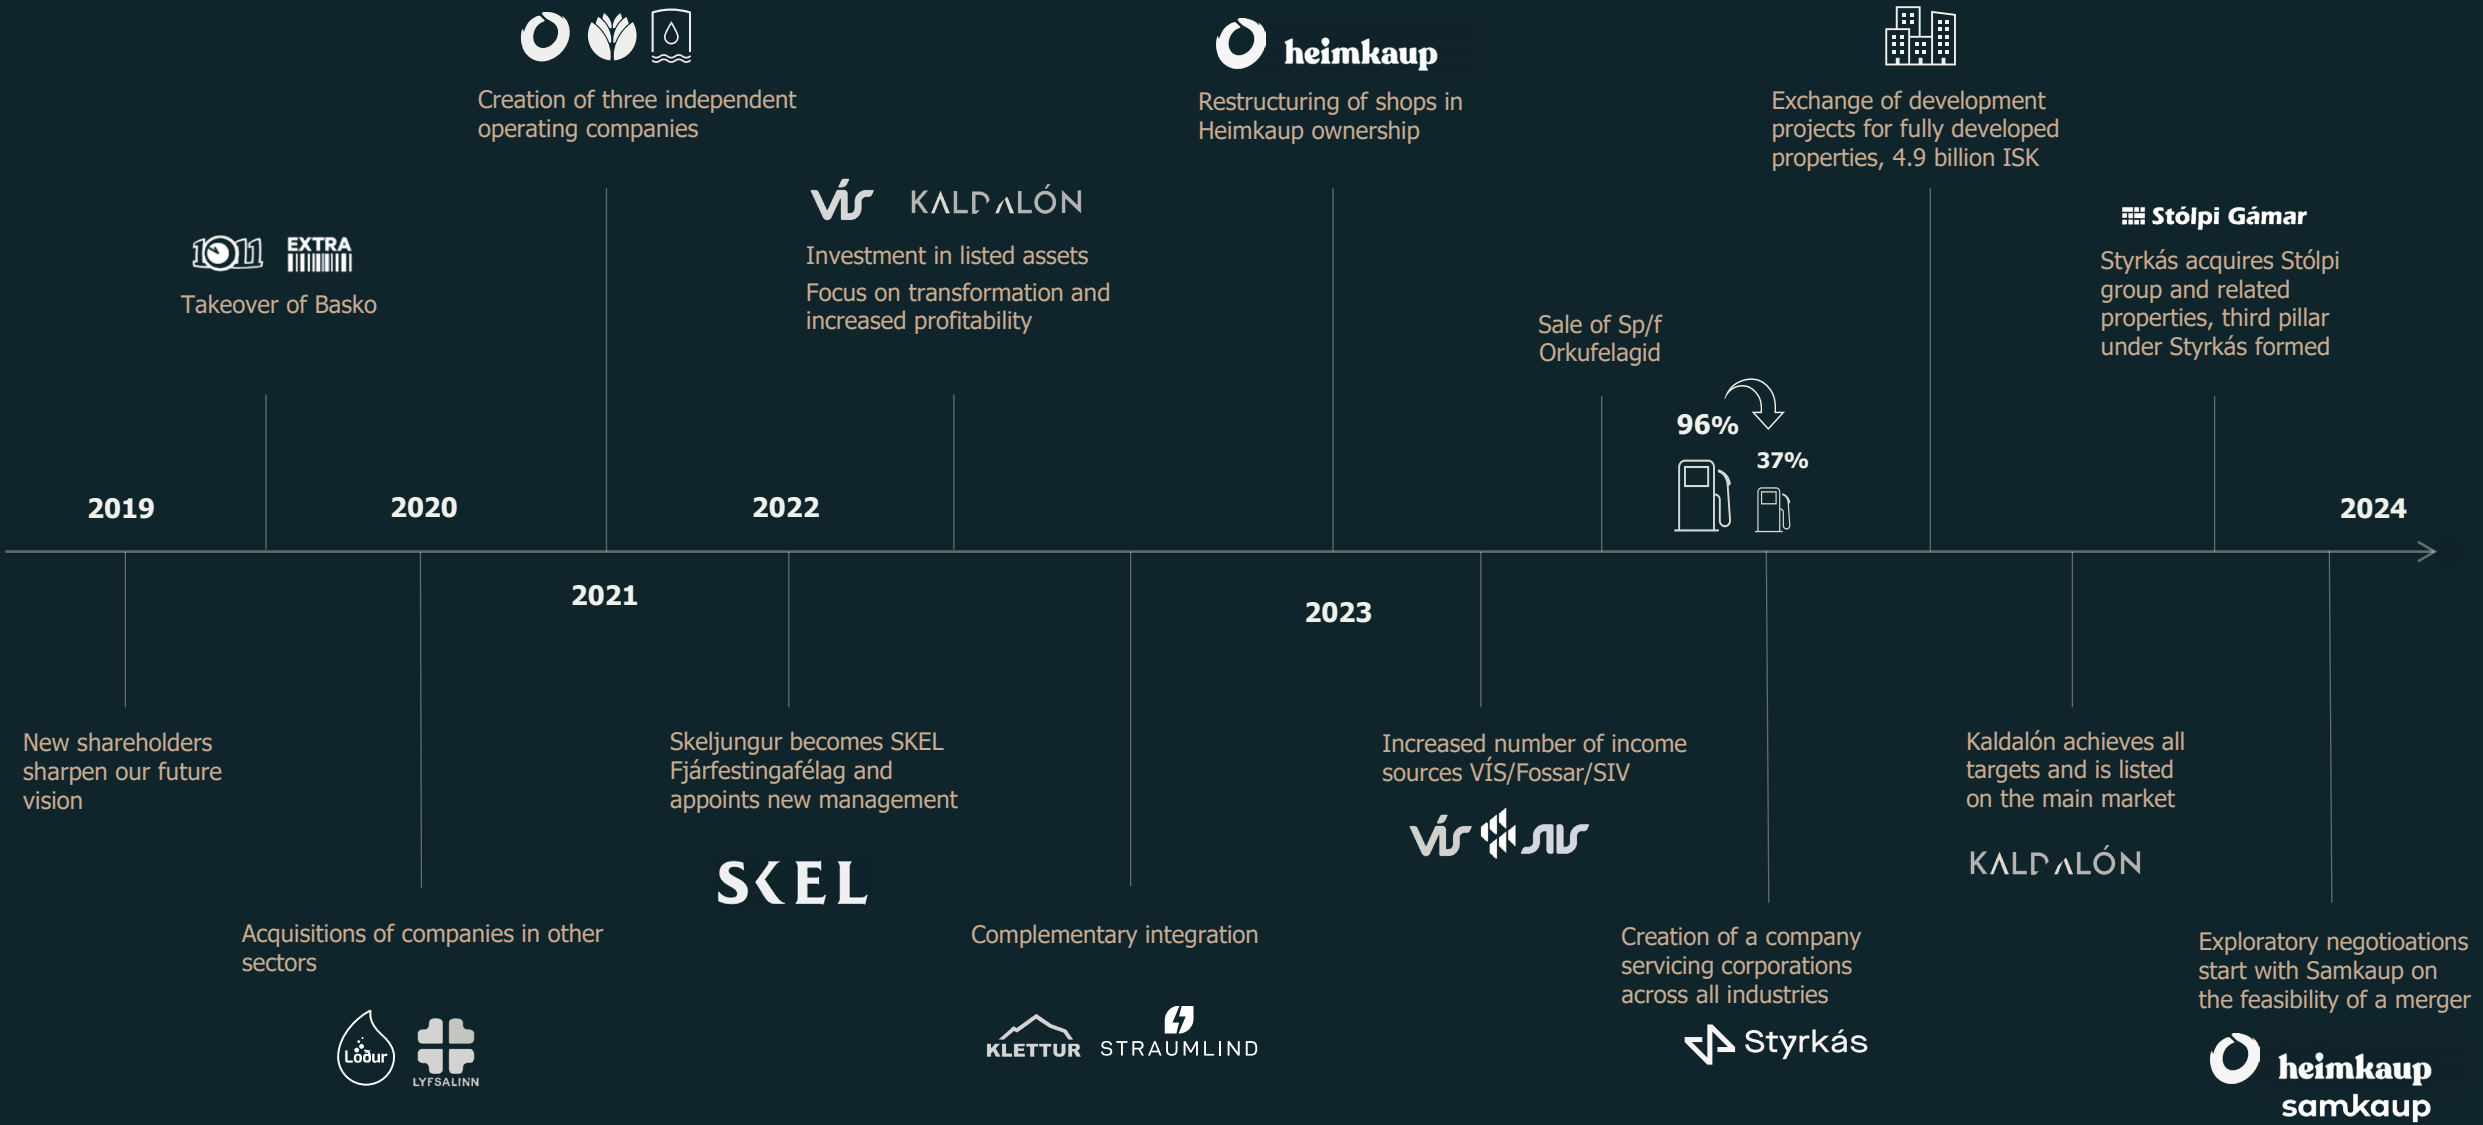 Creation of three independent
operating companies
heimkaup
Restructuring of shops in
Heimkaup ownership
Exchange of development
projects for fully developed
properties, 4.9 billion ISK
1011
EXTRA
Takeover of Basko
VÍS
KALDALÓN
Investment in listed assets
Focus on transformation and
increased profitability
Sale of Sp/f
Orkufelagid
96%
37%
Stólpi Gámar
Styrkás acquires Stólpi
group and related
properties, third pillar
under Styrkás formed
2019
2020
2021
2022
2023
2024
New shareholders
sharpen our future
vision
Acquisitions of companies in other
sectors
Löður
LYFSALINN
Skeljungur becomes SKEL
Fjárfestingafélag and
appoints new management
SKEL
Complementary integration
KLETTUR
STRAUMLIND
Increased number of income
sources VÍS/Fossar/SIV
VÍS
SIV
Creation of a company
servicing corporations
across all industries
Styrkás
Kaldalón achieves all
targets and is listed
on the main market
KALDALÓN
Exploratory negotioations
start with Samkaup on
the feasibility of a merger
heimkaup
samkaup